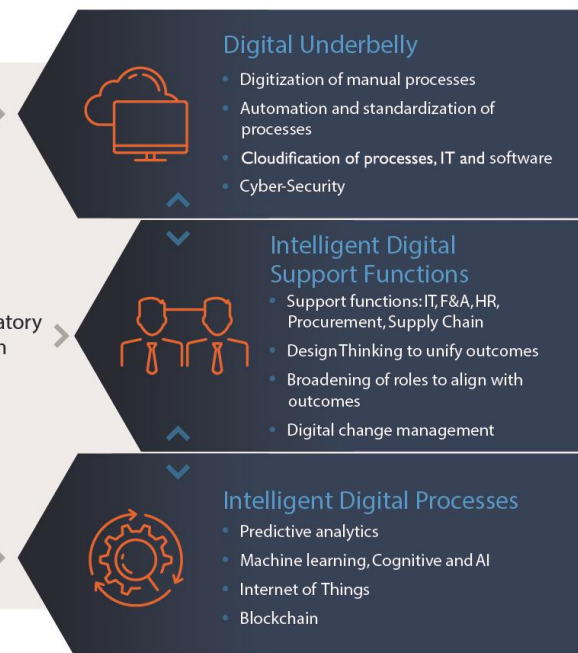 Digital Underbelly
• Digitization of manual processes
• Automation and standardization of
processes
• Cloudification of processes, IT and software
• Cyber-Security
Intelligent Digital
Support Functions
• Support functions: IT, F&A, HR,
Procurement, Supply Chain
• Design Thinking to unify outcomes
• Broadening of roles to align with
outcomes
• Digital change management
Intelligent Digital Processes
• Predictive analytics
• Machine learning, Cognitive and AI
• Internet of Things
• Blockchain